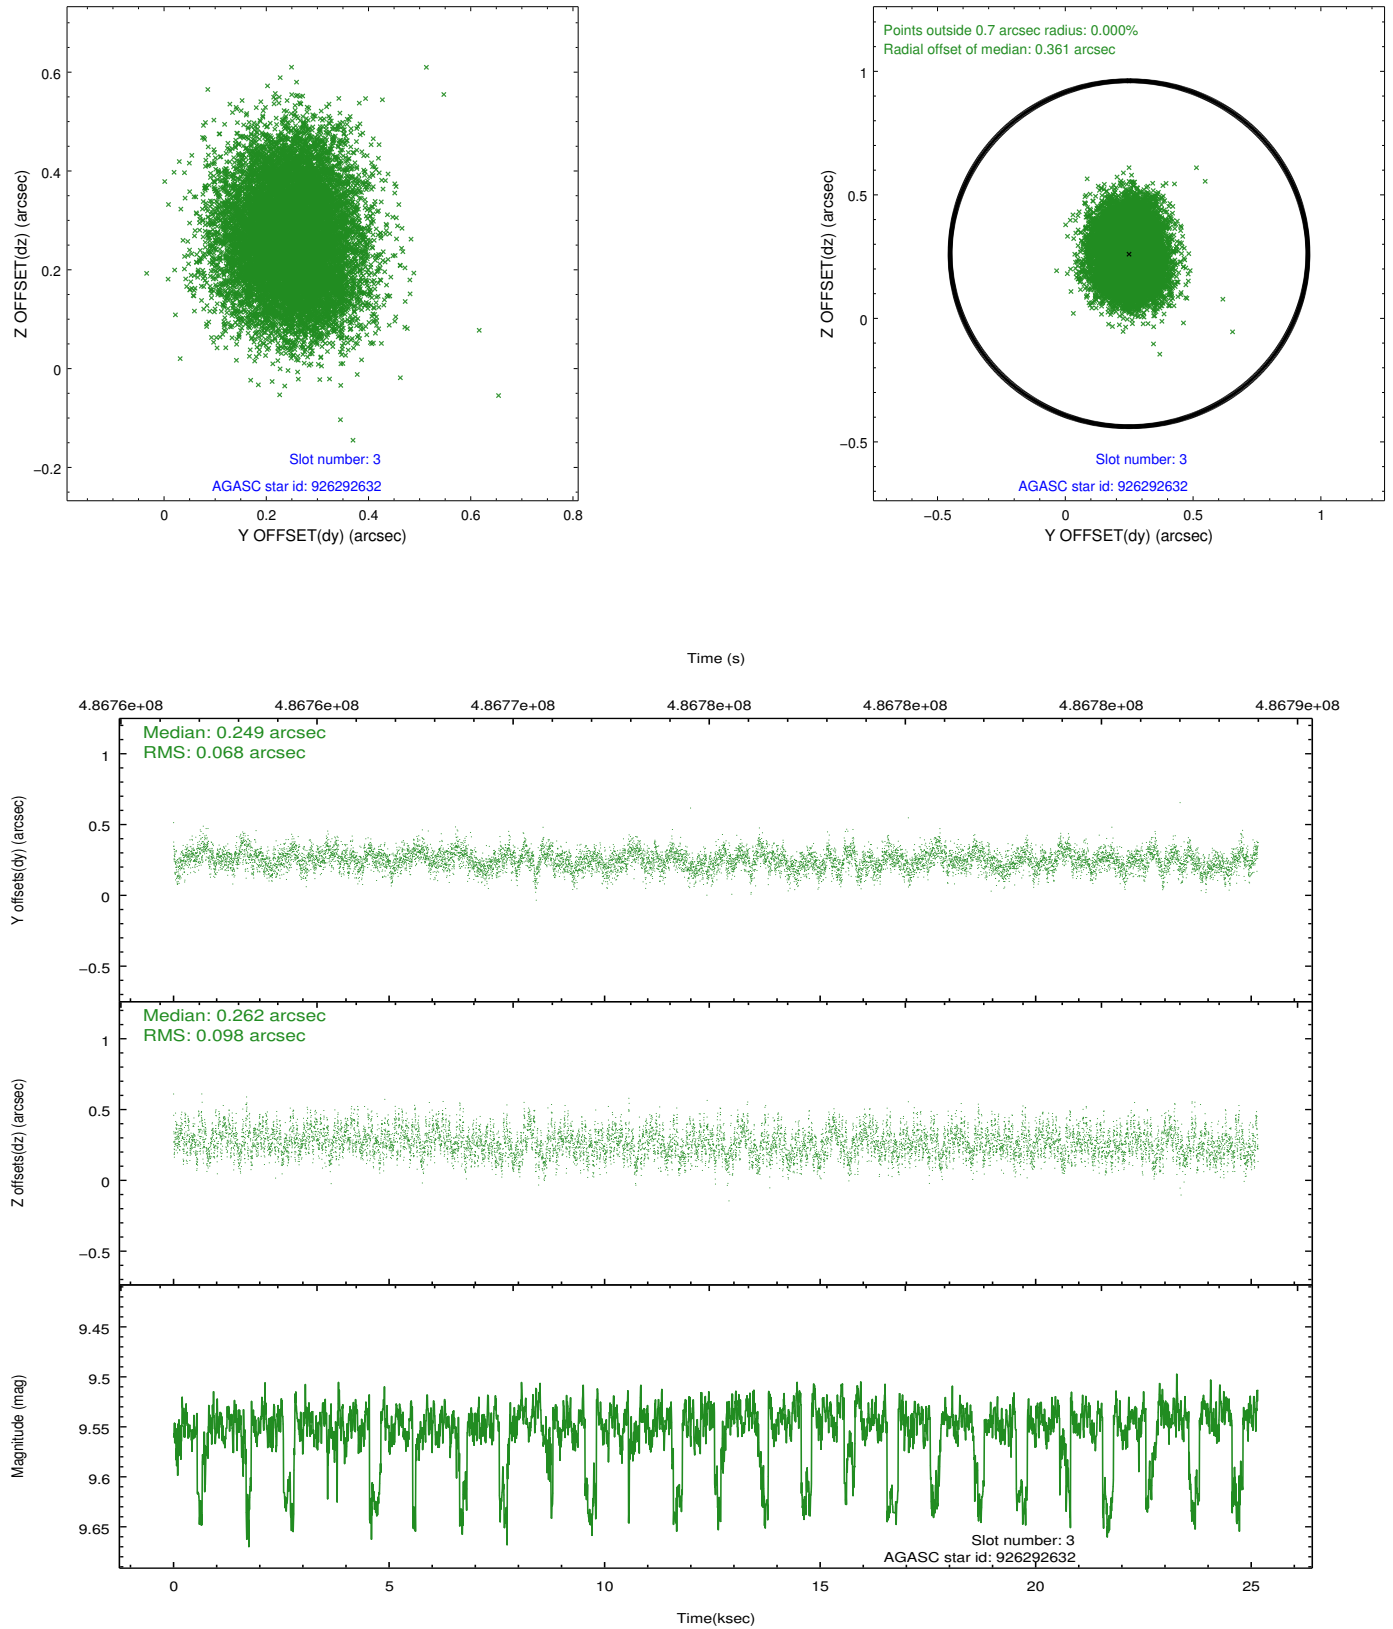 0.6
0.4
0.2
0
−0.2
Z OFFSET(dz) (arcsec)
Slot number: 3
AGASC star id: 926292632
0 0.2 0.4 0.6 0.8
Y OFFSET(dy) (arcsec)
Points outside 0.7 arcsec radius: 0.000%
Radial offset of median: 0.361 arcsec
1
0.5
0
−0.5
Z OFFSET(dz) (arcsec)
Slot number: 3
AGASC star id: 926292632
−0.5 0 0.5 1
Y OFFSET(dy) (arcsec)
Time (s)
4.8676e+08 4.8676e+08 4.8677e+08 4.8678e+08 4.8678e+08 4.8678e+08 4.8679e+08
Median: 0.249 arcsec
RMS: 0.068 arcsec
1
0.5
0
−0.5
Y offsets(dy) (arcsec)
Median: 0.262 arcsec
RMS: 0.098 arcsec
1
0.5
0
−0.5
Z offsets(dz) (arcsec)
9.45
9.5
9.55
9.6
9.65
Magnitude (mag)
Slot number: 3
AGASC star id: 926292632
0 5 10 15 20 25
Time(ksec)